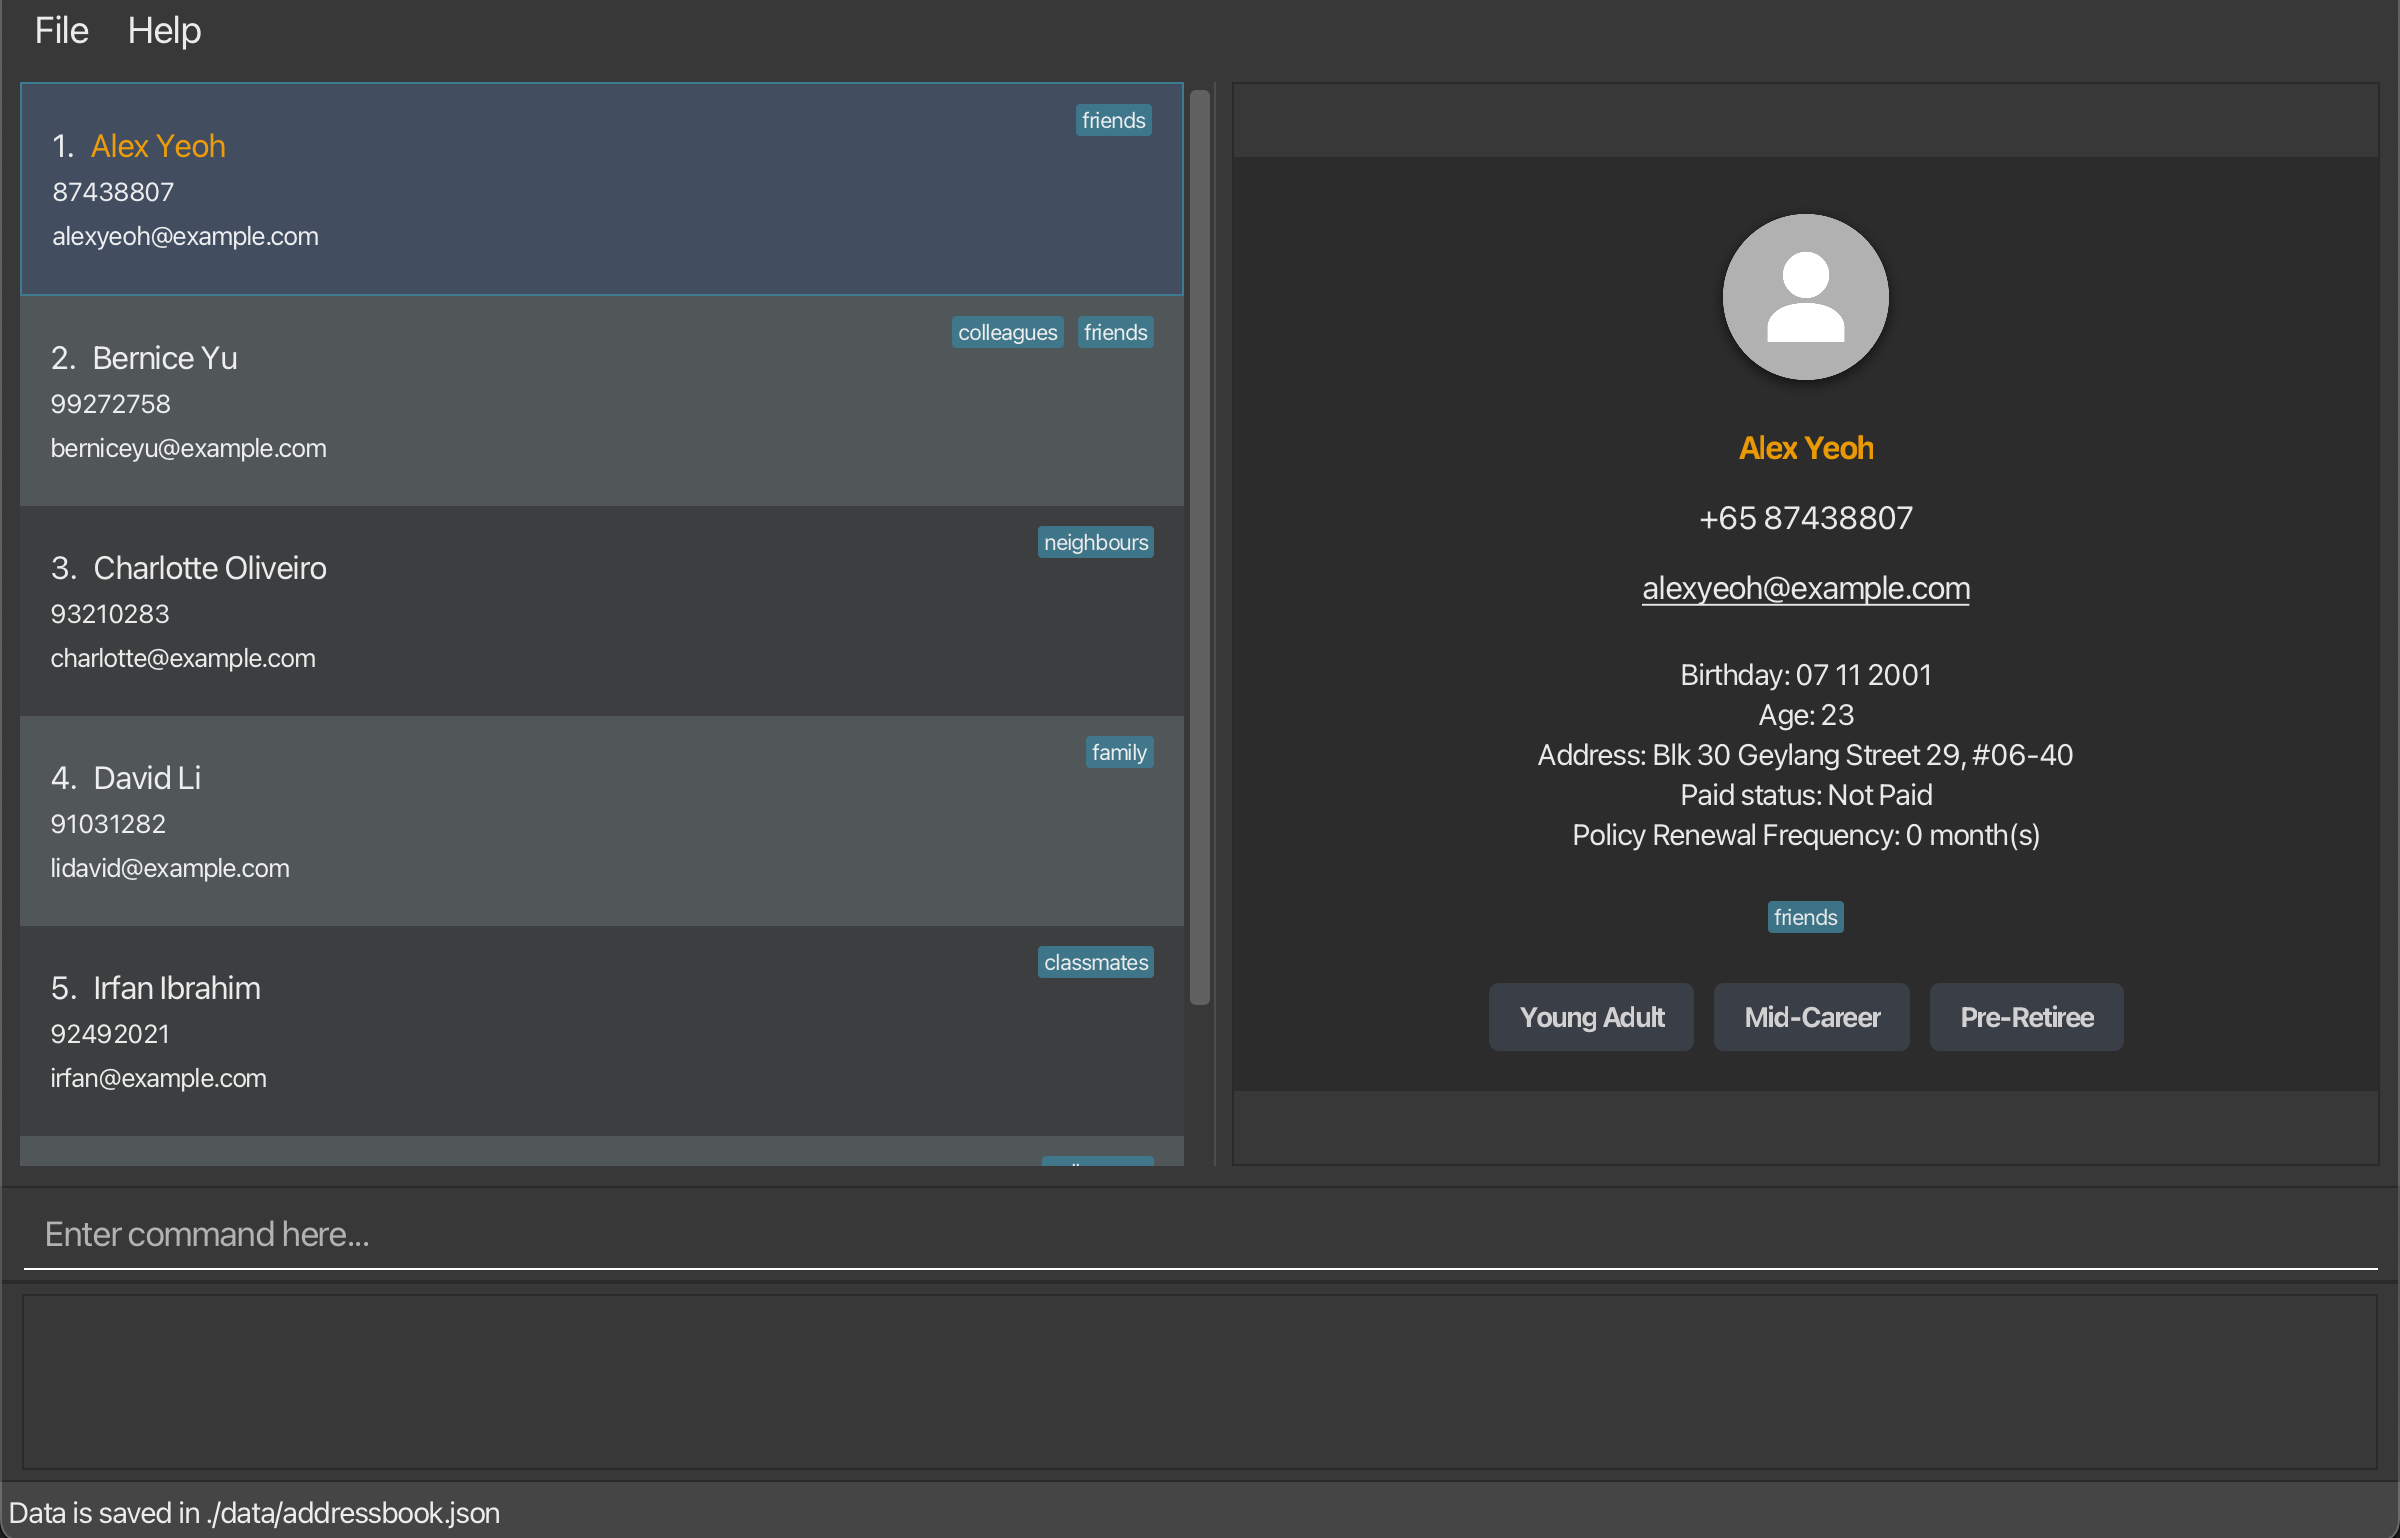 File Help
friends
1. Alex Yeoh
87438807
alexyeoh@example.com
colleagues friends
2. Bernice Yu
99272758
berniceyu@example.com
neighbours
3. Charlotte Oliveiro
93210283
charlotte@example.com
family
4. David Li
91031282
lidavid@example.com
classmates
5. Irfan Ibrahim
92492021
irfan@example.com
Alex Yeoh
+65 87438807
alexyeoh@example.com
Birthday: 07 11 2001
Age: 23
Address: Blk 30 Geylang Street 29, #06-40
Paid status: Not Paid
Policy Renewal Frequency: 0 month(s)
friends
Young Adult Mid-Career Pre-Retiree
Enter command here...
Data is saved in ./data/addressbook.json